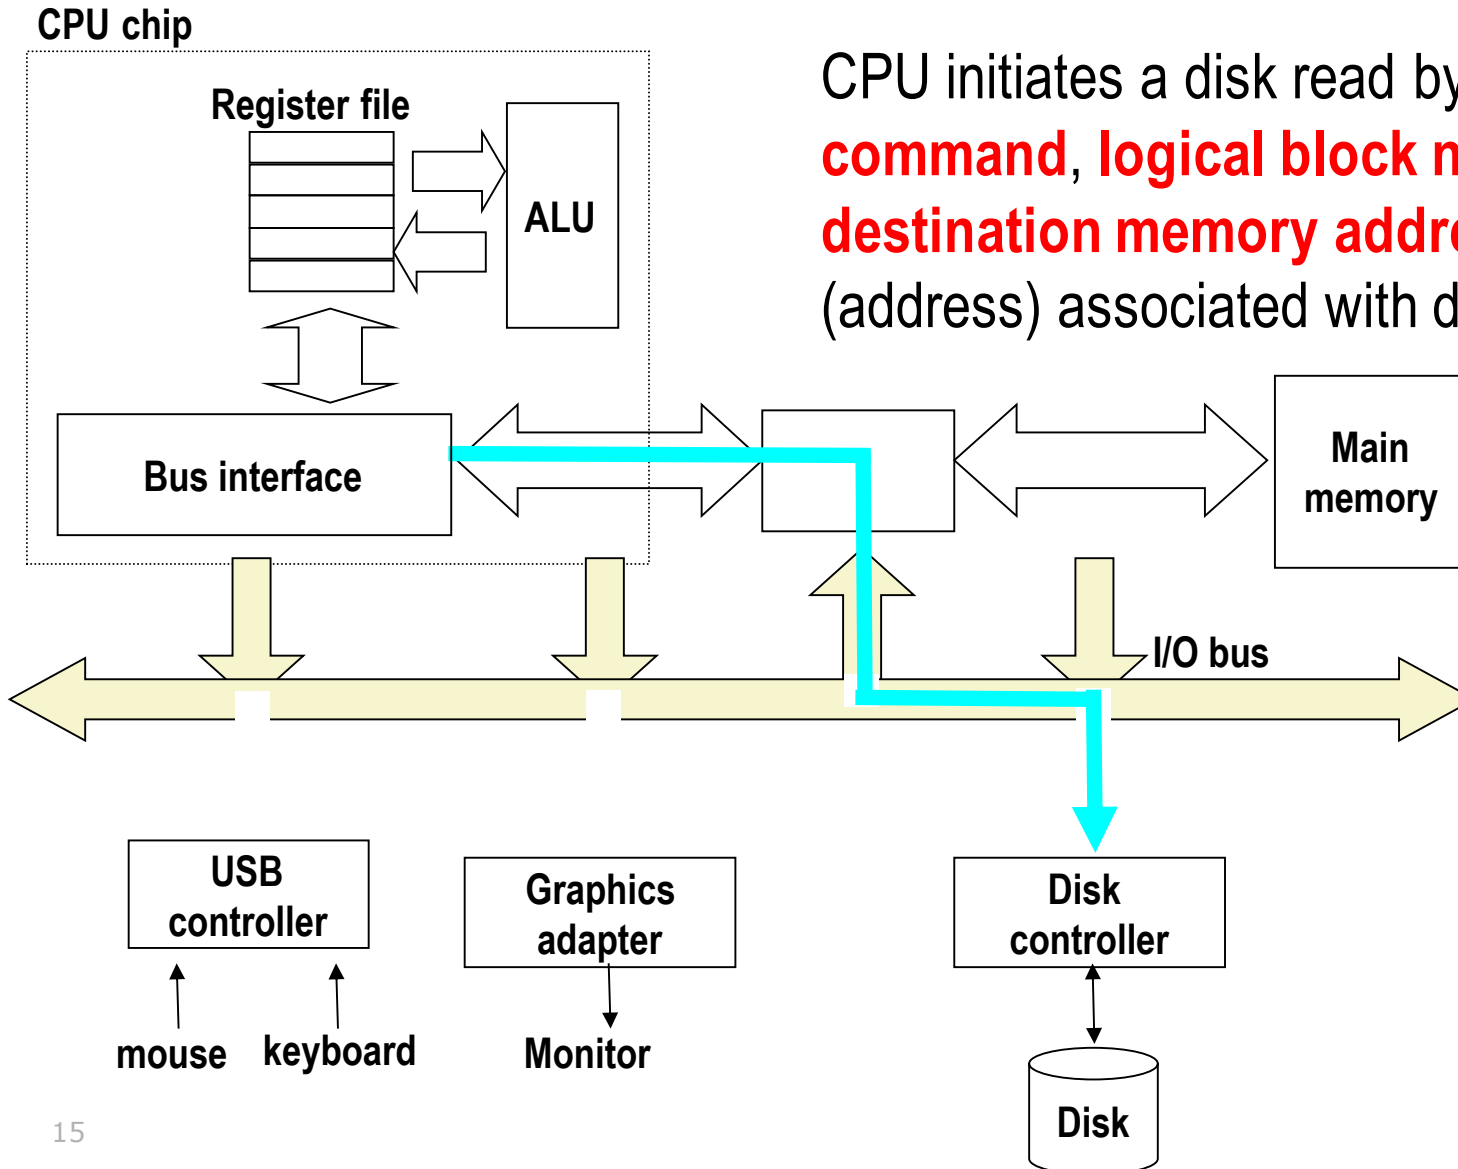 CPU chip
CPU initiates a disk read by
command, logical block
destination memory
(address) associated with
Register file
ALU
Bus interface
Main
memory
I/O bus
USB
controller
Graphics
adapter
Disk
controller
mouse
keyboard
Monitor
Disk
15